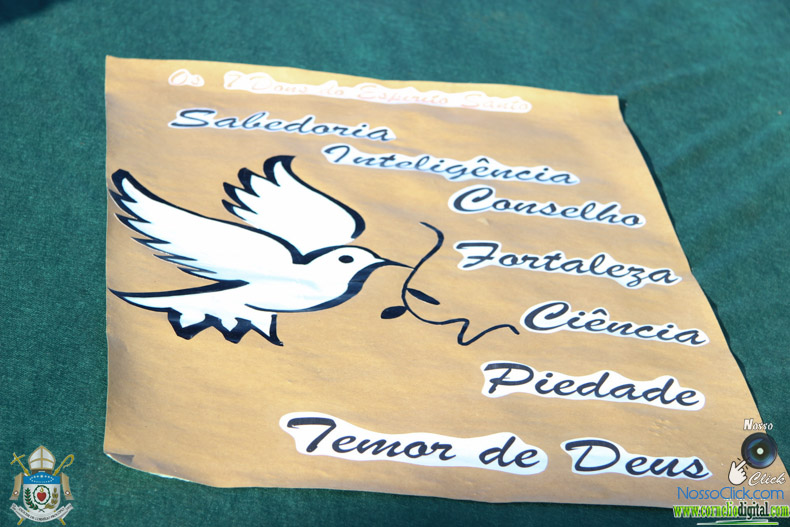 Os 7 Dons do Espírito Santo
Sabedoria
Inteligência
Conselho
Fortaleza
Ciência
Piedade
Temor de Deus
Nosso
Click
NossoClick.com
www.corneliodigital.com